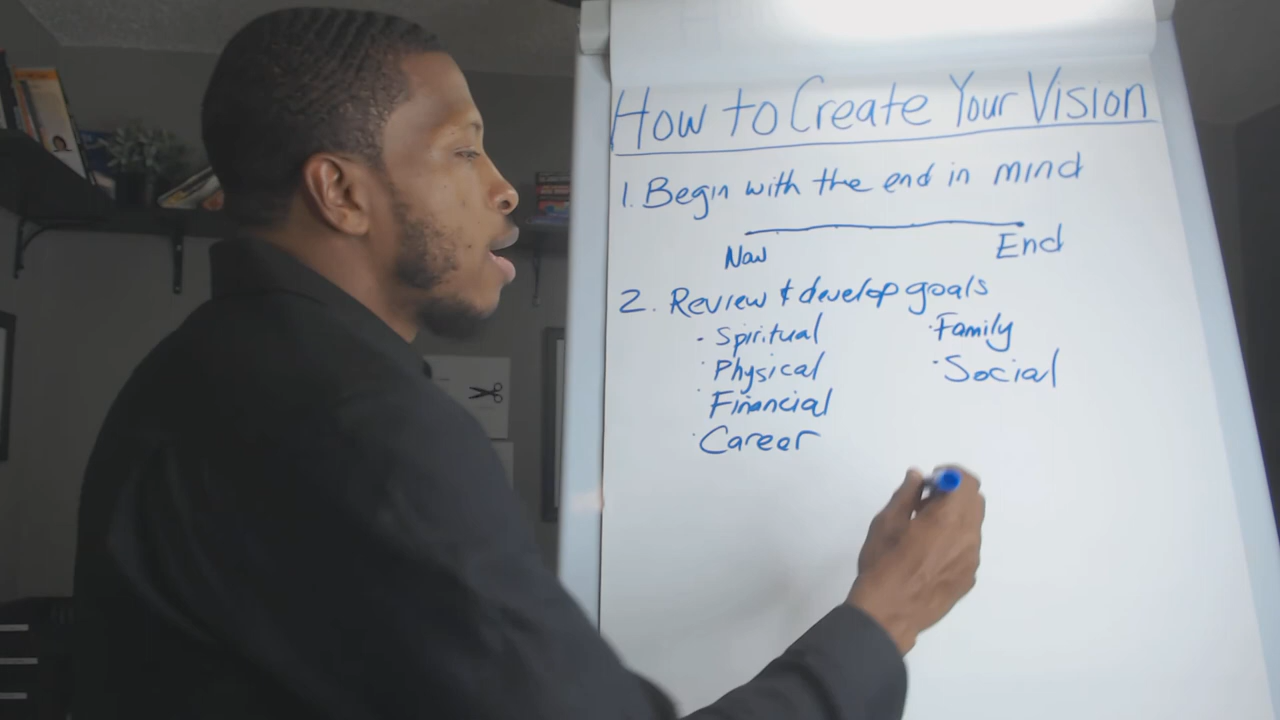 How to Create Your Vision
1. Begin with the end in mind
Now End
2. Review & develop goals
- Spiritual · Family
· Physical · Social
· Financial
· Career